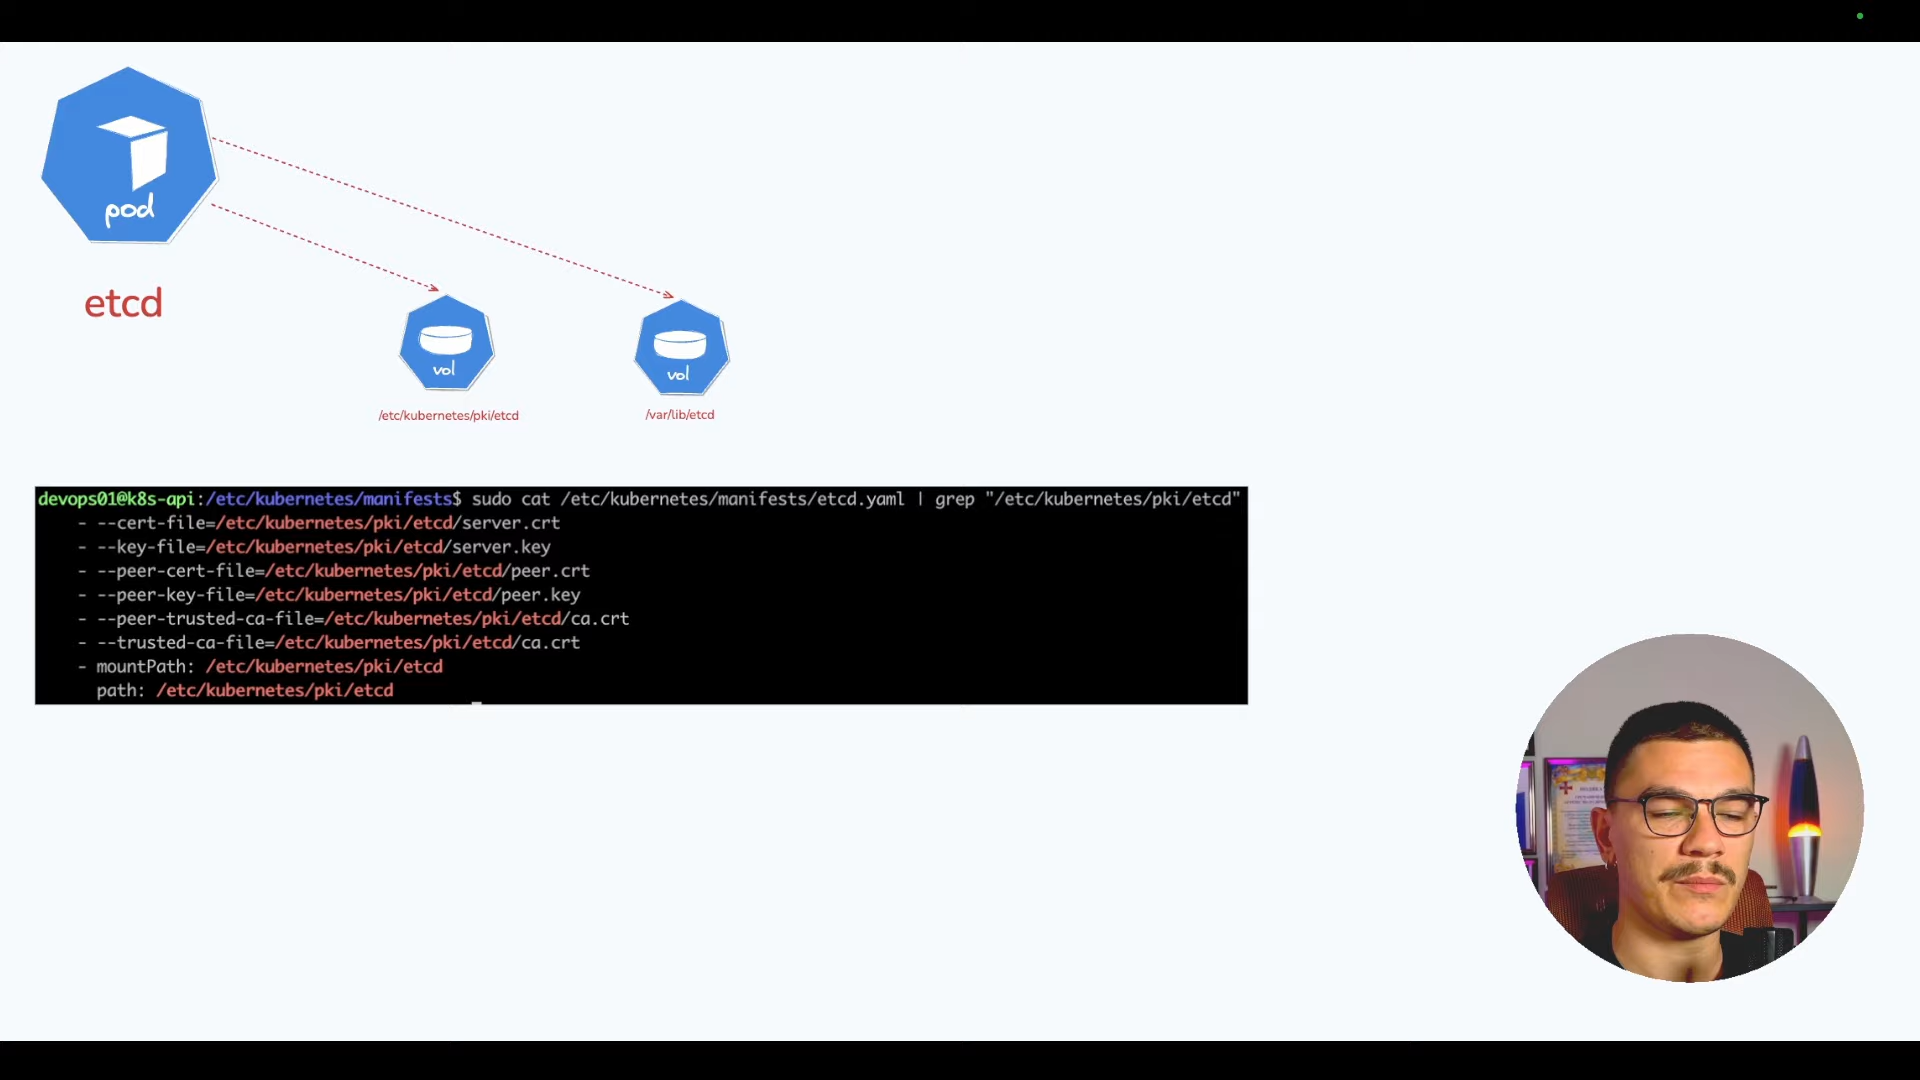 pod
etcd
vol
vol
/etc/kubernetes/pki/etcd
/var/lib/etcd
devops01@k8s-api:/etc/kubernetes/manifests$ sudo cat /etc/kubernetes/manifests/etcd.yaml | grep "/etc/kubernetes/pki/etcd"
- --cert-file=/etc/kubernetes/pki/etcd/server.crt
- --key-file=/etc/kubernetes/pki/etcd/server.key
- --peer-cert-file=/etc/kubernetes/pki/etcd/peer.crt
- --peer-key-file=/etc/kubernetes/pki/etcd/peer.key
- --peer-trusted-ca-file=/etc/kubernetes/pki/etcd/ca.crt
- --trusted-ca-file=/etc/kubernetes/pki/etcd/ca.crt
- mountPath: /etc/kubernetes/pki/etcd
path: /etc/kubernetes/pki/etcd